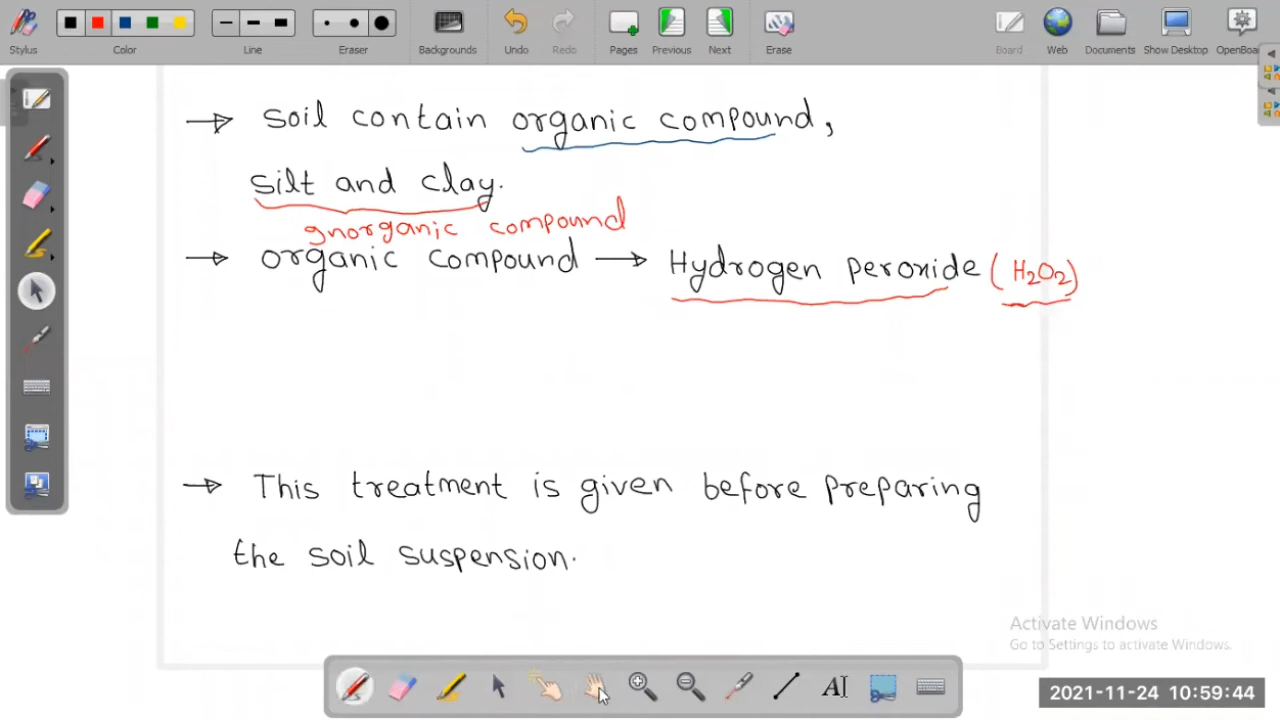 Stylus
Color
Line
Eraser
Backgrounds
Undo
Redo
Pages
Previous
Next
Erase
Board
Web
Documents
Show Desktop
OpenBoa
→ soil contain organic compound,
silt and clay.
gnorganic compound
→ organic compound → Hydrogen peroxide (H2O2)
→ This treatment is given before preparing
the soil suspension.
Activate Windows
Go to Settings to activate Windows.
AI
2021-11-24 10:59:44